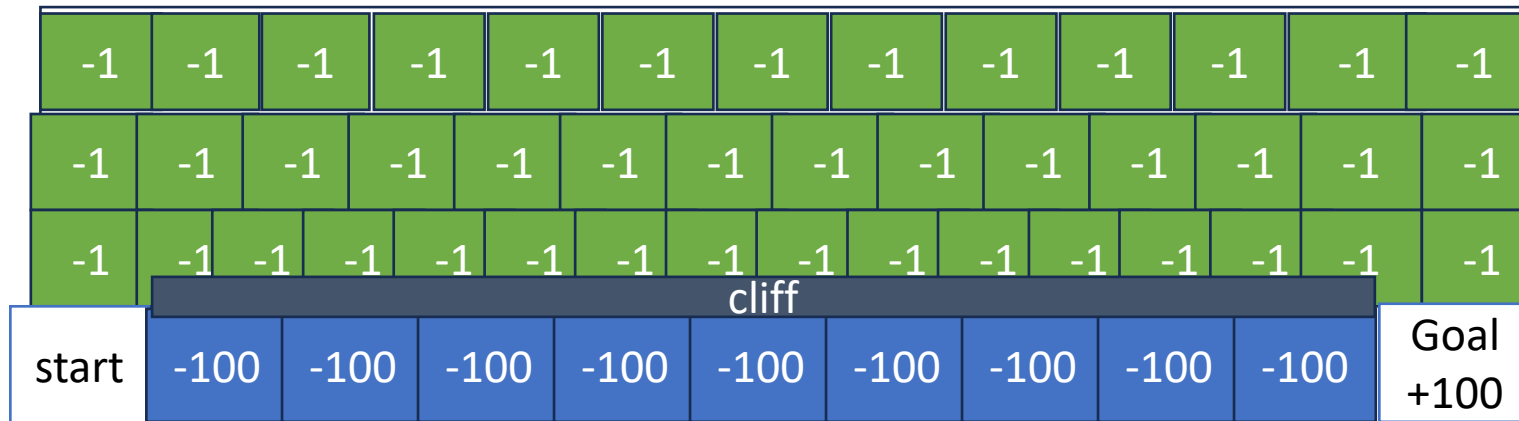 -1 -1 -1 -1 -1 -1 -1 -1 -1 -1 -1 -1 -1
-1 -1 -1 -1 -1 -1 -1 -1 -1 -1 -1 -1 -1 -1
-1 -1 -1 -1 -1 -1 -1 -1 -1 -1 -1 -1 -1 -1 -1 -1
cliff
start -100 -100 -100 -100 -100 -100 -100 -100 -100 Goal
+100